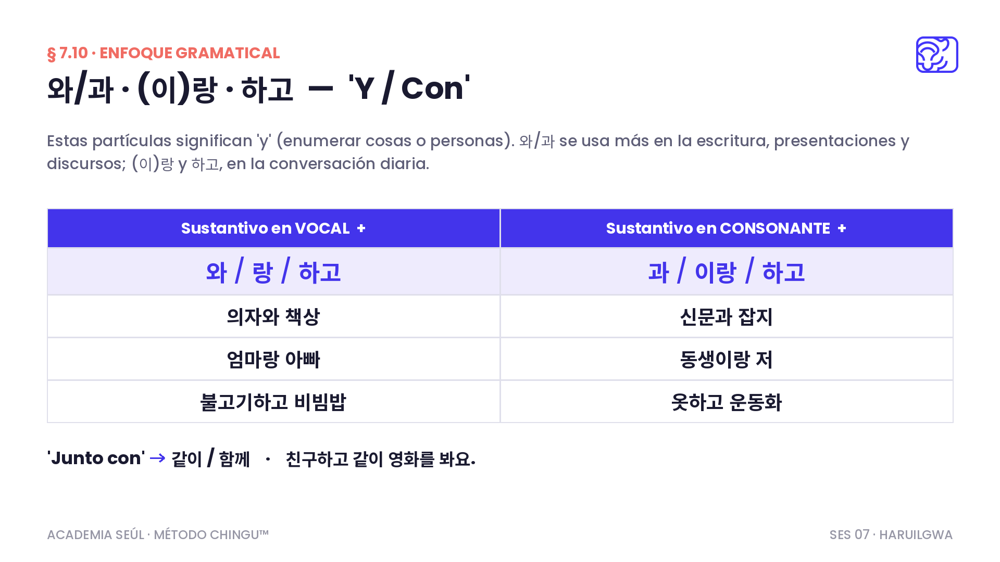 § 7.10 · ENFOQUE GRAMATICAL
와/과 · (이)랑 · 하고 — 'Y / Con'
Estas partículas significan 'y' (enumerar cosas o personas). 와/과 se usa más en la escritura, presentaciones y
discursos; (이)랑 y 하고, en la conversación diaria.
Sustantivo en VOCAL +
Sustantivo en CONSONANTE +
와 / 랑 / 하고
과 / 이랑 / 하고
의자와 책상
신문과 잡지
엄마랑 아빠
동생이랑 저
불고기하고 비빔밥
옷하고 운동화
'Junto con' → 같이 / 함께 · 친구하고 같이 영화를 봐요.
ACADEMIA SEÚL · MÉTODO CHINGU™
SES 07 · HARUILGWA